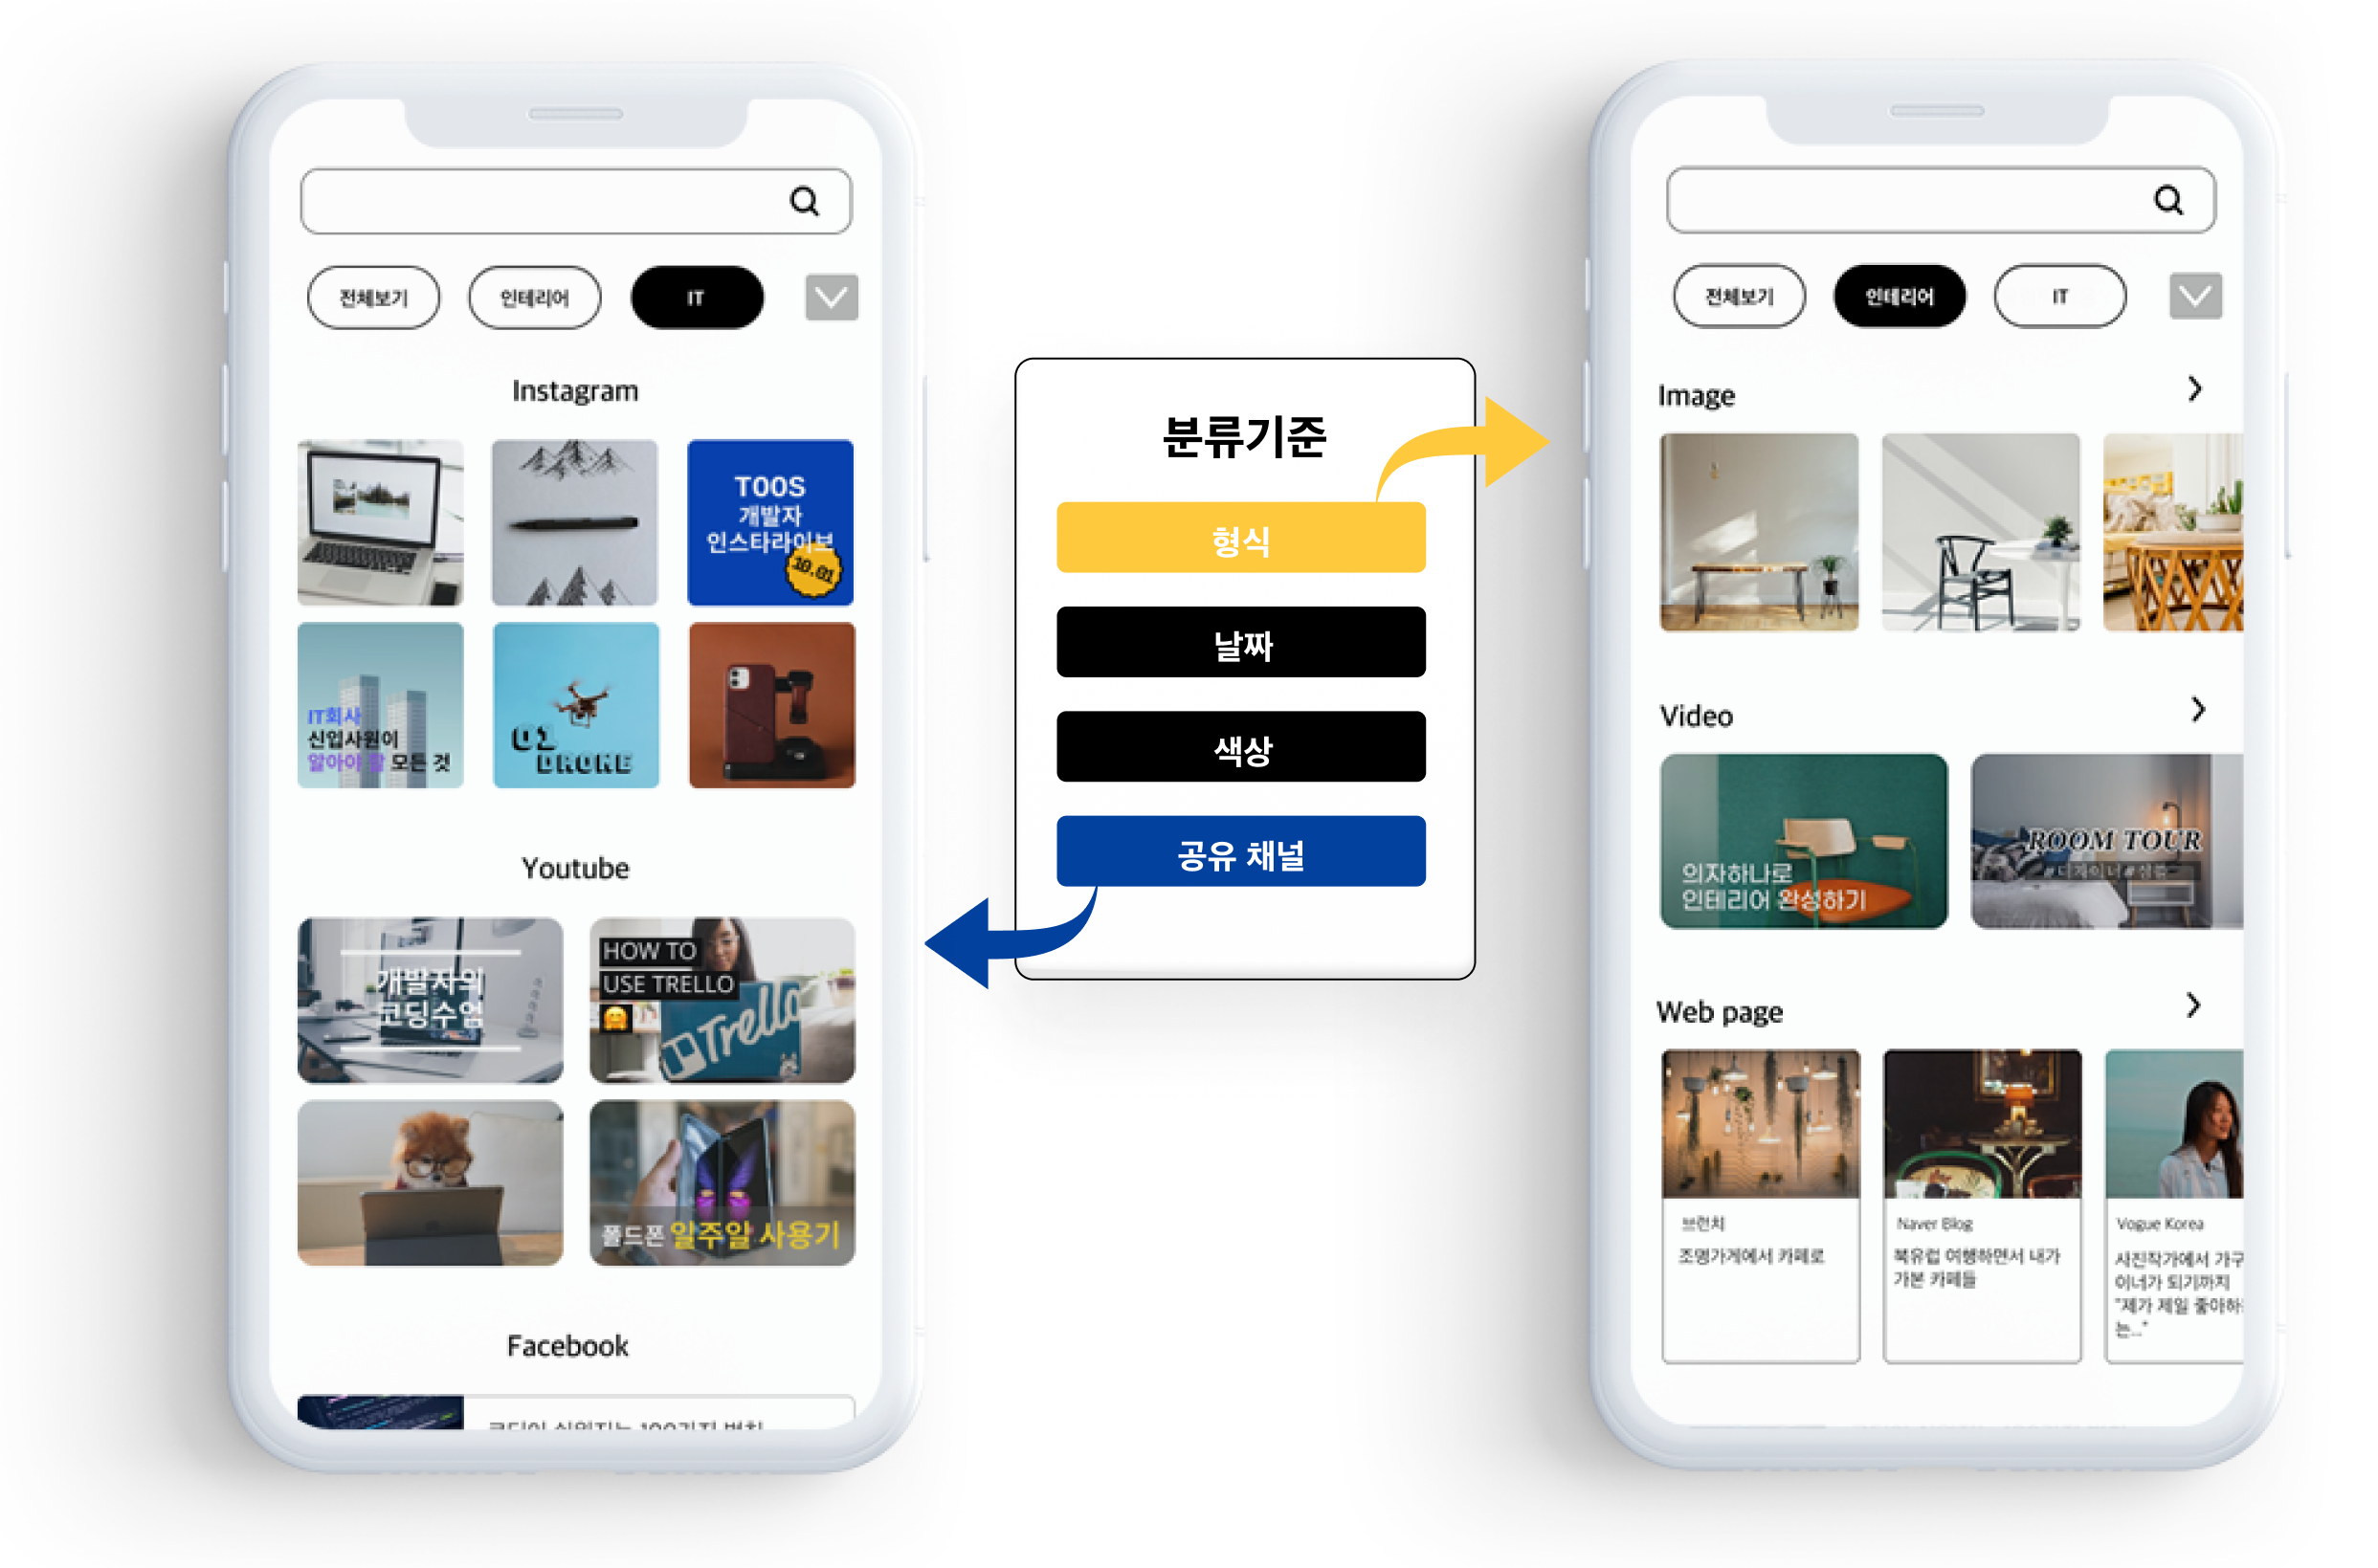 전체보기
인테리어
IT
Instagram
TOOS
개발자
인스타라이브
10.01
IT회사
신입사원이
알아야 할 모든 것
01
DRONE
Youtube
개발자의
코딩수업
HOW TO
USE TRELLO
Trello
폴드폰 일주일 사용기
Facebook
분류기준
형식
날짜
색상
공유 채널
전체보기
인테리어
IT
Image
Video
의자하나로
인테리어 완성하기
ROOM TOUR
Web page
브런치
조명가게에서 카페로
Naver Blog
북유럽 여행하면서 내가
가본 카페들
Vogue Korea
사진작가에서 가구
이너가 되기까지
"제가 제일 좋아하
는..."